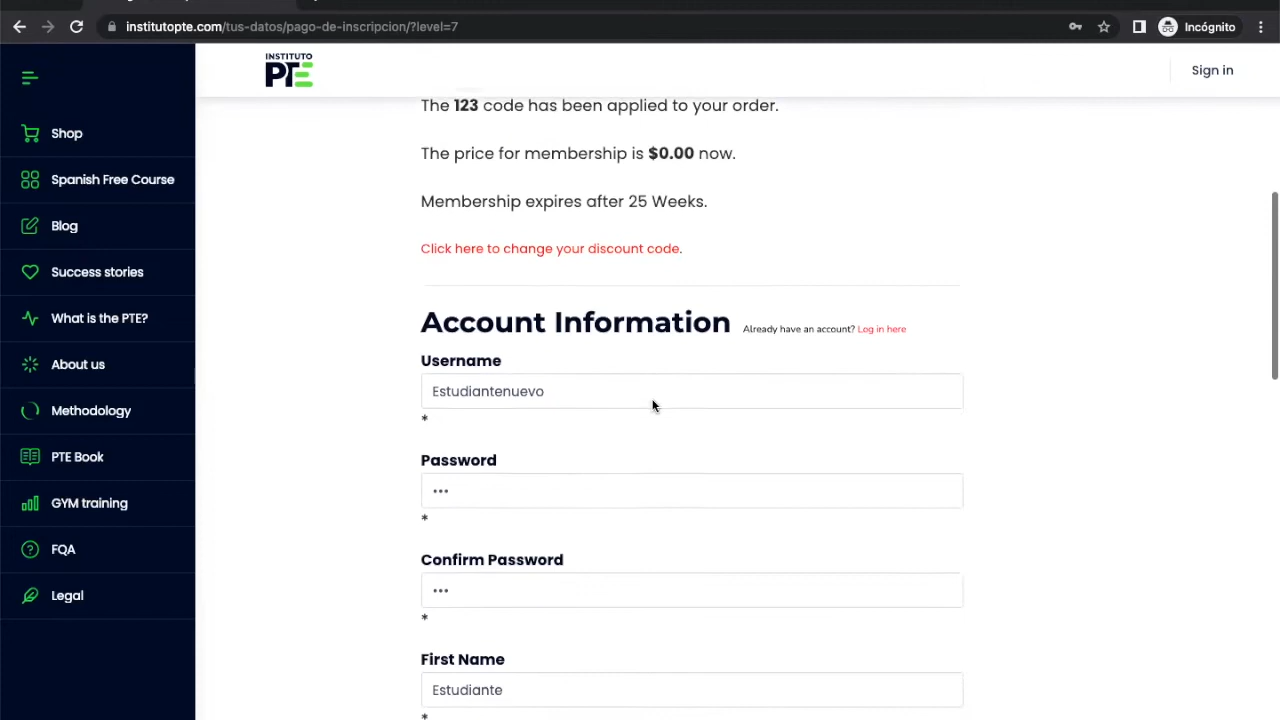 institutopte.com/tus-datos/pago-de-inscripcion/?level=7
Incógnito
INSTITUTO
PTE
Sign in
Shop
Spanish Free Course
Blog
Success stories
What is the PTE?
About us
Methodology
PTE Book
GYM training
FQA
Legal
The 123 code has been applied to your order.
The price for membership is $0.00 now.
Membership expires after 25 Weeks.
Click here to change your discount code.
Account Information Already have an account? Log in here
Username
Estudiantenuevo
*
Password
•••
*
Confirm Password
•••
*
First Name
Estudiante
*